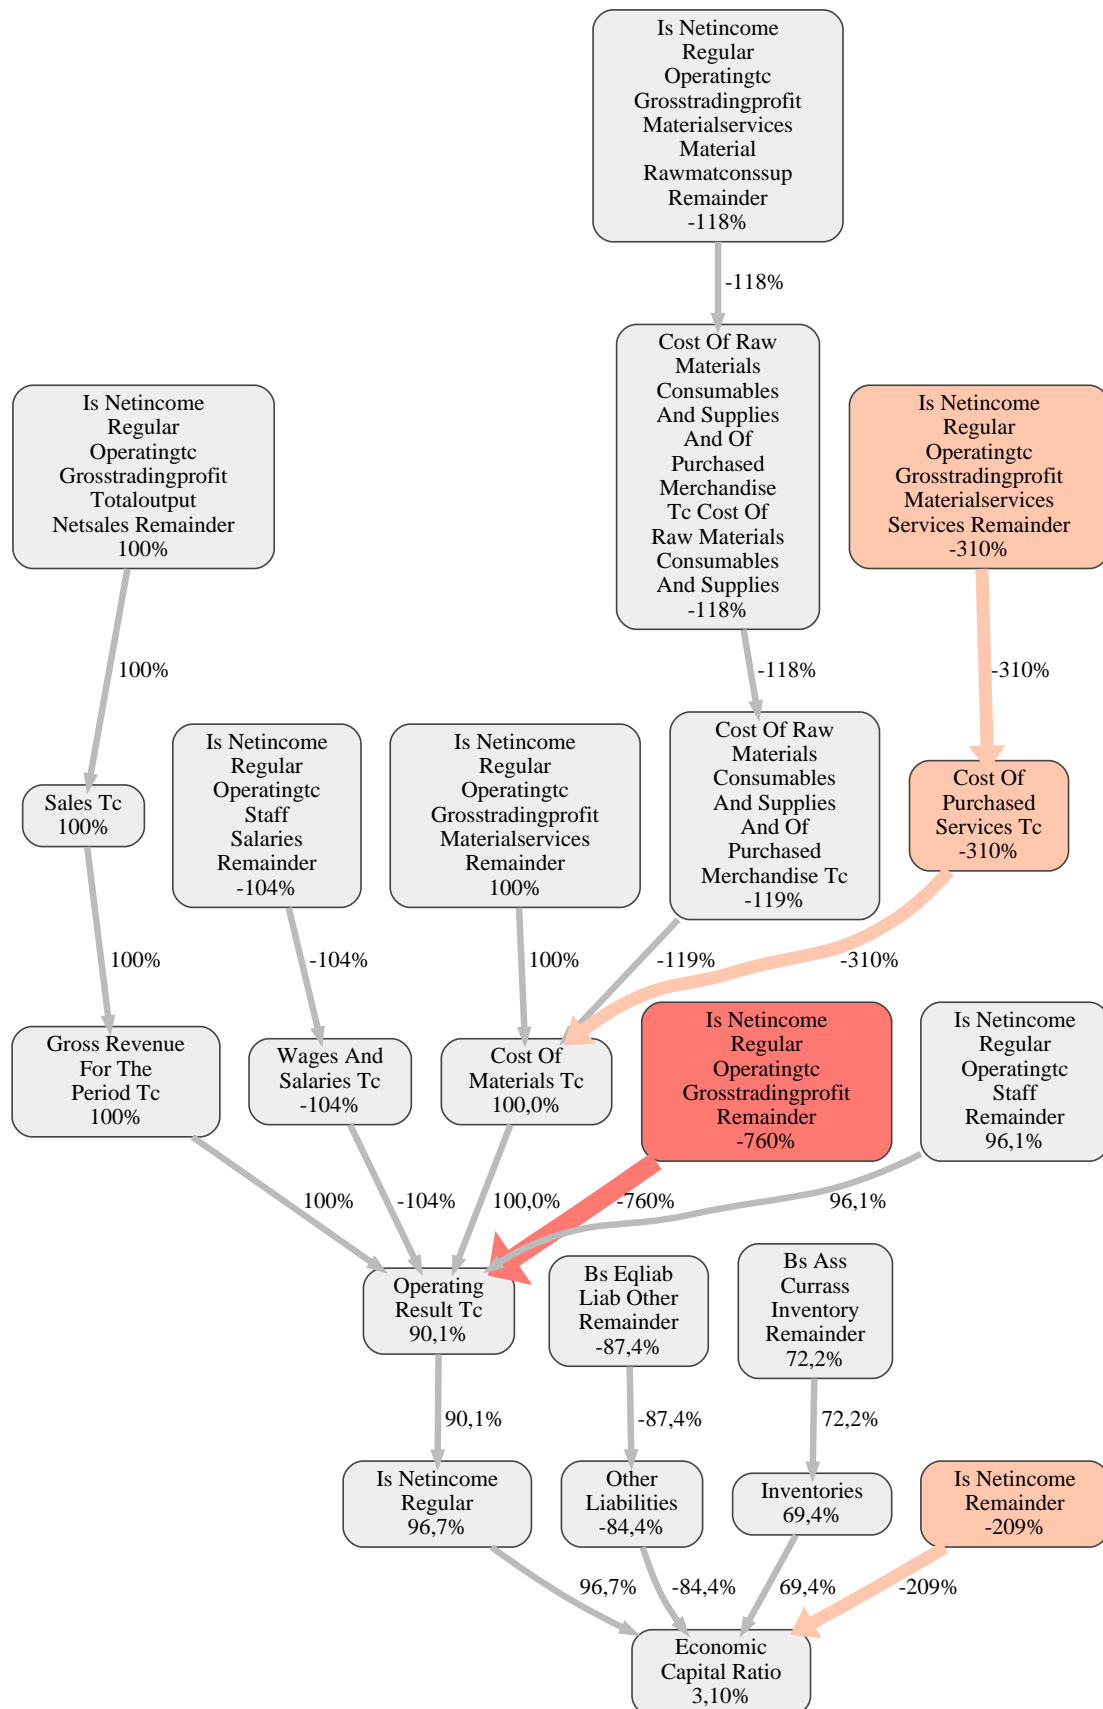 Is Netincome
Regular
Operatingtc
Grosstradingprofit
Materialservices
Material
Rawmatconssup
Remainder
-118%
-118%
Cost Of Raw
Materials
Consumables
And Supplies
And Of
Purchased
Merchandise
Tc Cost Of
Raw Materials
Consumables
And Supplies
-118%
Is Netincome
Regular
Operatingtc
Grosstradingprofit
Totaloutput
Netsales Remainder
100%
Is Netincome
Regular
Operatingtc
Grosstradingprofit
Materialservices
Services Remainder
-310%
100%
-118%
-310%
Sales Tc
100%
Is Netincome
Regular
Operatingtc
Staff
Salaries
Remainder
-104%
Is Netincome
Regular
Operatingtc
Grosstradingprofit
Materialservices
Remainder
100%
Cost Of Raw
Materials
Consumables
And Supplies
And Of
Purchased
Merchandise Tc
-119%
Cost Of
Purchased
Services Tc
-310%
100%
-104%
100%
-119%
-310%
Gross Revenue
For The
Period Tc
100%
Wages And
Salaries Tc
-104%
Cost Of
Materials Tc
100,0%
Is Netincome
Regular
Operatingtc
Grosstradingprofit
Remainder
-760%
Is Netincome
Regular
Operatingtc
Staff
Remainder
96,1%
100%
-104%
100,0%
-760%
96,1%
Operating
Result Tc
90,1%
Bs Eqliab
Liab Other
Remainder
-87,4%
Bs Ass
Currass
Inventory
Remainder
72,2%
90,1%
-87,4%
72,2%
Is Netincome
Regular
96,7%
Other
Liabilities
-84,4%
Inventories
69,4%
Is Netincome
Remainder
-209%
96,7%
-84,4%
69,4%
-209%
Economic
Capital Ratio
3,10%